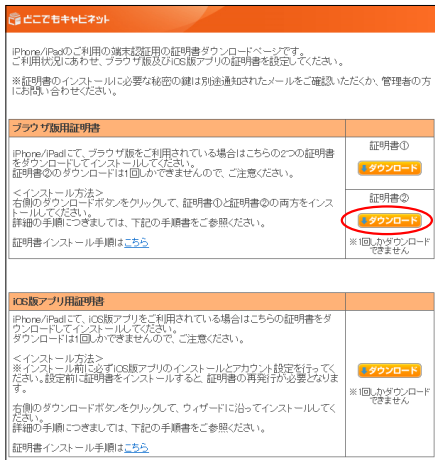 どこでもキャビネット
iPhone/iPadのご利用の端末認証用の証明書ダウンロードページです。
ご利用状況にあわせ、ブラウザ版及びiOS版アプリの証明書を設定してください。
※証明書のインストールに必要な秘密の鍵は別途通知されたメールをご確認いただくか、管理者の方
にお問い合わせください。
ブラウザ版用証明書
iPhone/iPadにて、ブラウザ版をご利用されている場合はこちらの2つの証明書
をダウンロードしてインストールしてください。
証明書②のダウンロードは1回しかできませんので、ご注意ください。
<インストール方法>
右側のダウンロードボタンをクリックして、証明書①と証明書②の両方をインス
トールしてください。
詳細の手順につきましては、下記の手順書をご参照ください。
証明書インストール手順はこちら
証明書①
ダウンロード
証明書②
ダウンロード
※1回しかダウンロード
できません
iOS版アプリ用証明書
iPhone/iPadにて、iOS版アプリをご利用されている場合はこちらの証明書をダ
ウンロードしてインストールしてください。
ダウンロードは1回しかできませんので、ご注意ください。
<インストール方法>
※インストール前に必ずiOS版アプリのインストールとアカウント設定を行ってく
ださい。設定前に証明書をインストールすると、証明書の再発行が必要となりま
す。
右側のダウンロードボタンをクリックして、ウィザードに沿ってインストールしてく
ださい。
詳細の手順につきましては、下記の手順書をご参照ください。
証明書インストール手順はこちら
ダウンロード
※1回しかダウンロード
できません